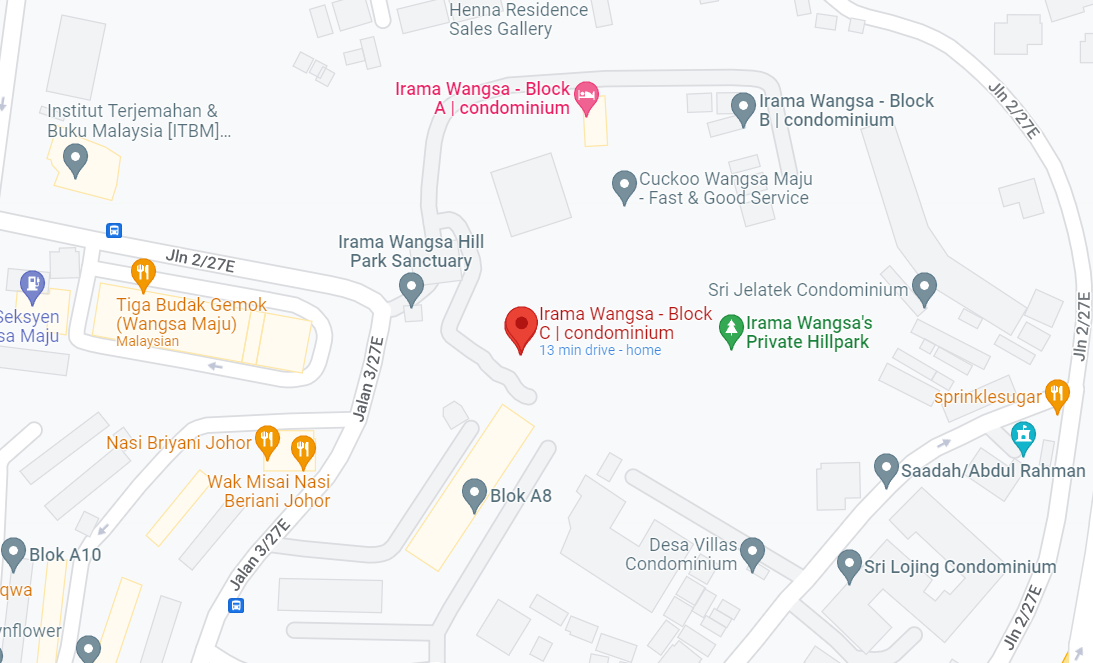 Henna Residence
Sales Gallery
Irama Wangsa - Block
A | condominium
Irama Wangsa - Block
B | condominium
Jln 2/27E
Institut Terjemahan &
Buku Malaysia [ITBM]...
Cuckoo Wangsa Maju
- Fast & Good Service
Irama Wangsa Hill
Park Sanctuary
Jln 2/27E
Sri Jelatek Condominium
Tiga Budak Gemok
(Wangsa Maju)
Malaysian
Seksyen
sa Maju
Irama Wangsa - Block
C | condominium
13 min drive - home
Irama Wangsa's
Private Hillpark
Jln 2/27E
Jalan 3/27E
sprinklesugar
Nasi Briyani Johor
Wak Misai Nasi
Beriani Johor
Saadah/Abdul Rahman
Blok A8
Blok A10
Jalan 3/27E
Desa Villas
Condominium
Sri Lojing Condominium
qwa
nflower
Jln 2/27E